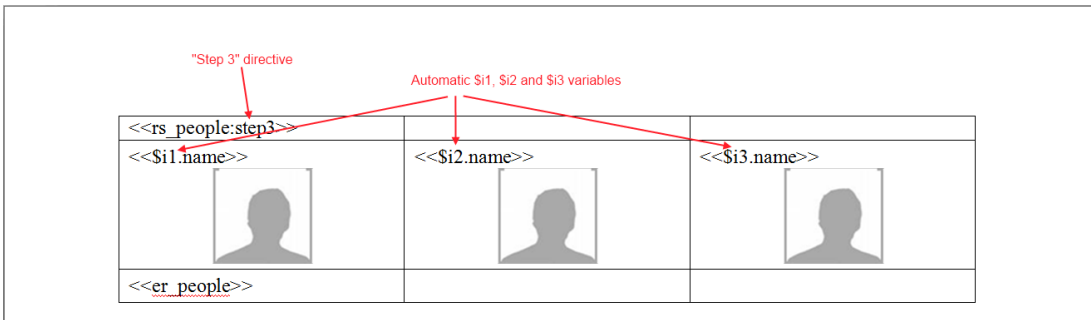 "Step 3" directive
Automatic $i1, $i2 and $i3 variables
<<rs_people:step3>>
<<$i1.name>> <<$i2.name>> <<$i3.name>>
<<er_people>>